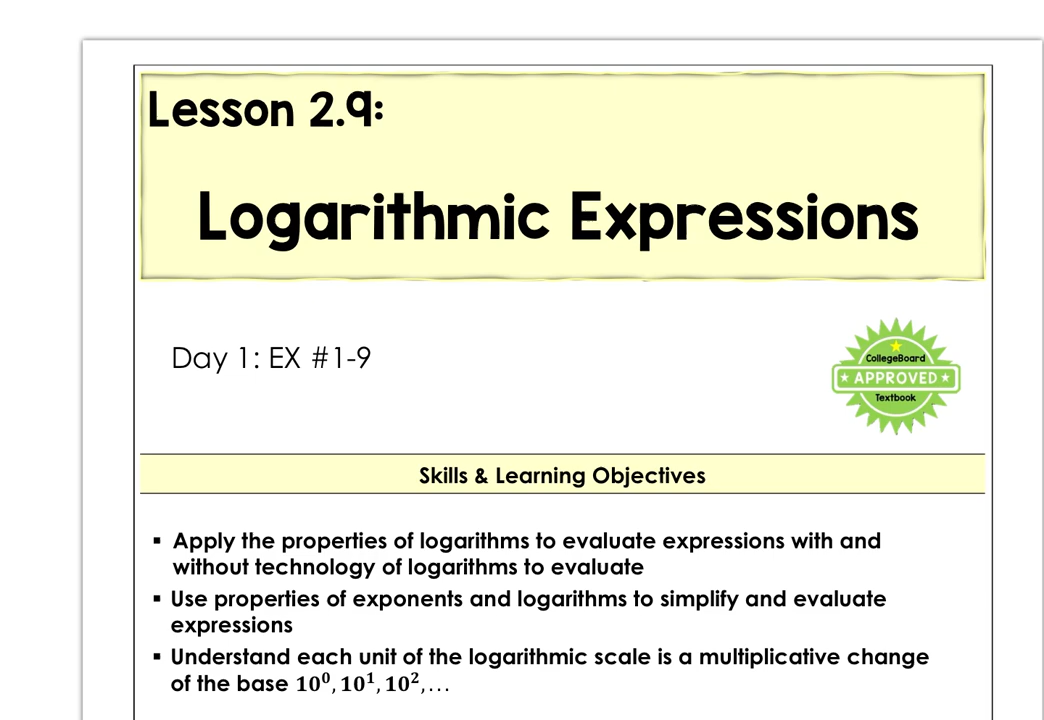 Lesson 2.9:
Logarithmic Expressions
Day 1: EX #1-9
CollegeBoard
★ APPROVED ★
Textbook
Skills & Learning Objectives
▪ Apply the properties of logarithms to evaluate expressions with and
without technology of logarithms to evaluate
▪ Use properties of exponents and logarithms to simplify and evaluate
expressions
▪ Understand each unit of the logarithmic scale is a multiplicative change
of the base 10⁰, 10¹, 10², …